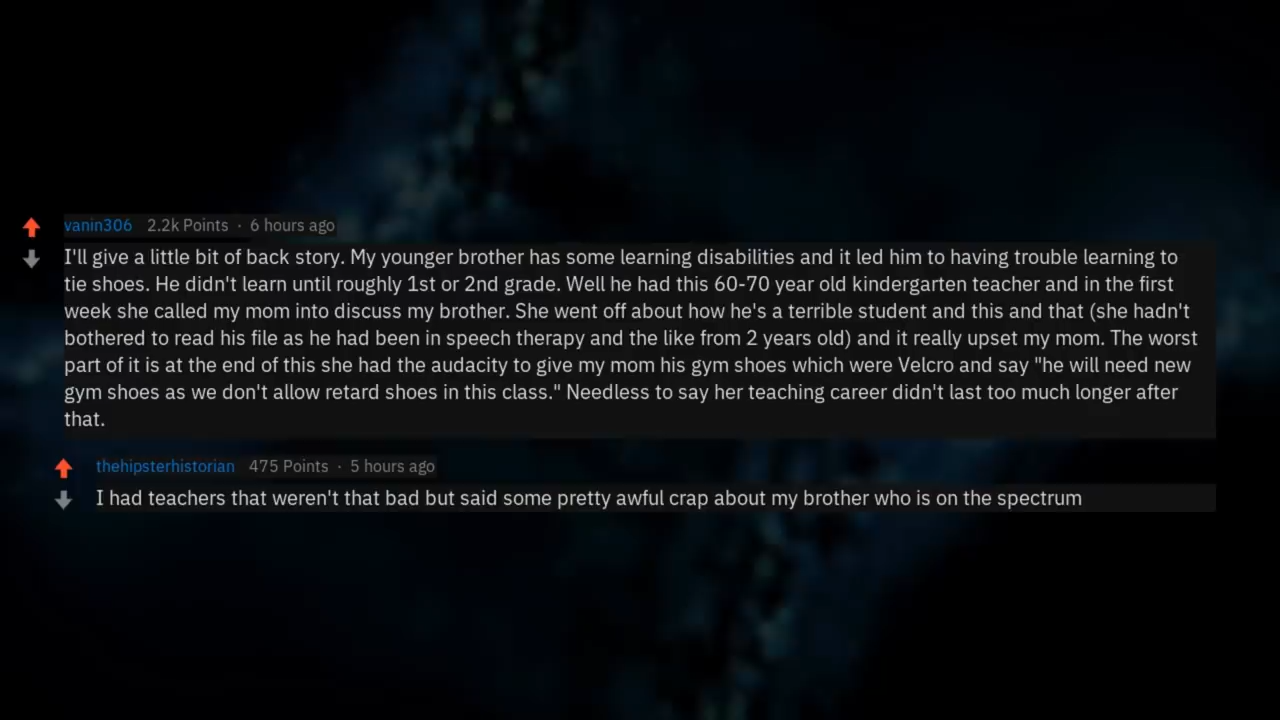 vanin306 2.2k Points · 6 hours ago
I'll give a little bit of back story. My younger brother has some learning disabilities and it led him to having trouble learning to
tie shoes. He didn't learn until roughly 1st or 2nd grade. Well he had this 60-70 year old kindergarten teacher and in the first
week she called my mom into discuss my brother. She went off about how he's a terrible student and this and that (she hadn't
bothered to read his file as he had been in speech therapy and the like from 2 years old) and it really upset my mom. The worst
part of it is at the end of this she had the audacity to give my mom his gym shoes which were Velcro and say "he will need new
gym shoes as we don't allow retard shoes in this class." Needless to say her teaching career didn't last too much longer after
that.
thehipsterhistorian 475 Points · 5 hours ago
I had teachers that weren't that bad but said some pretty awful crap about my brother who is on the spectrum